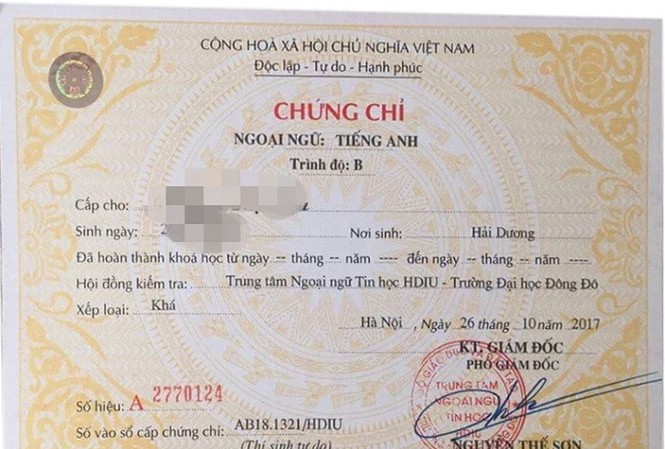 CỘNG HOÀ XÃ HỘI CHỦ NGHĨA VIỆT NAM
Độc lập - Tự do - Hạnh phúc
CHỨNG CHỈ
NGOẠI NGỮ: TIẾNG ANH
Trình độ: B
Cấp cho:
Sinh ngày: 2 Nơi sinh: Hải Dương
Đã hoàn thành khoá học từ ngày -- tháng -- năm ---- đến ngày -- tháng -- năm ----
Hội đồng kiểm tra: Trung tâm Ngoại ngữ Tin học HDIU - Trường Đại học Đông Đô
Xếp loại: Khá
Hà Nội, Ngày 26 tháng 10 năm 2017
KT. GIÁM ĐỐC
PHÓ GIÁM ĐỐC
TRUNG TÂM
NGOẠI NGỮ
TIN HỌC
HDIU
Số hiệu: A 2770124
Số vào sổ cấp chứng chỉ: AB18.1321/HDIU
(Thí sinh tự do)
NGUYỄN THẾ SƠN